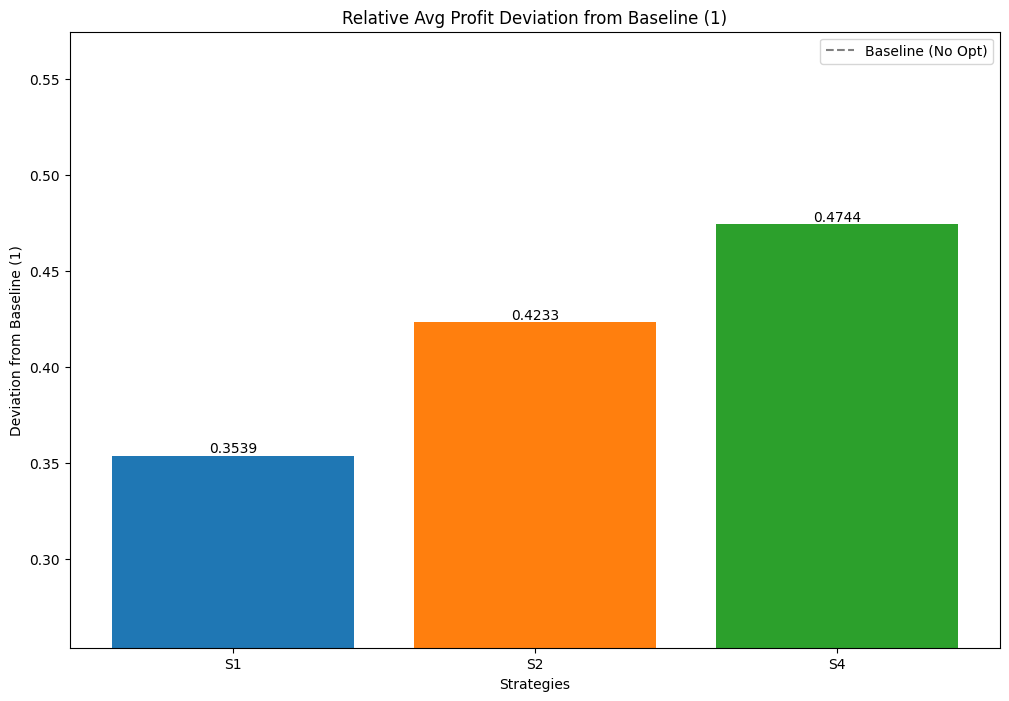 Relative Avg Profit Deviation from Baseline (1)
Baseline (No Opt)
0.55
0.50
0.45
0.40
0.35
0.30
Deviation from Baseline (1)
0.3539
0.4233
0.4744
S1
S2
S4
Strategies